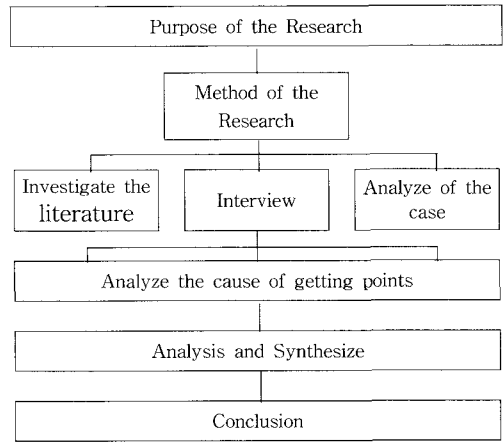 Purpose of the Research
Method of the
Research
Investigate the
literature
Interview
Analyze of the
case
Analyze the cause of getting points
Analysis and Synthesize
Conclusion